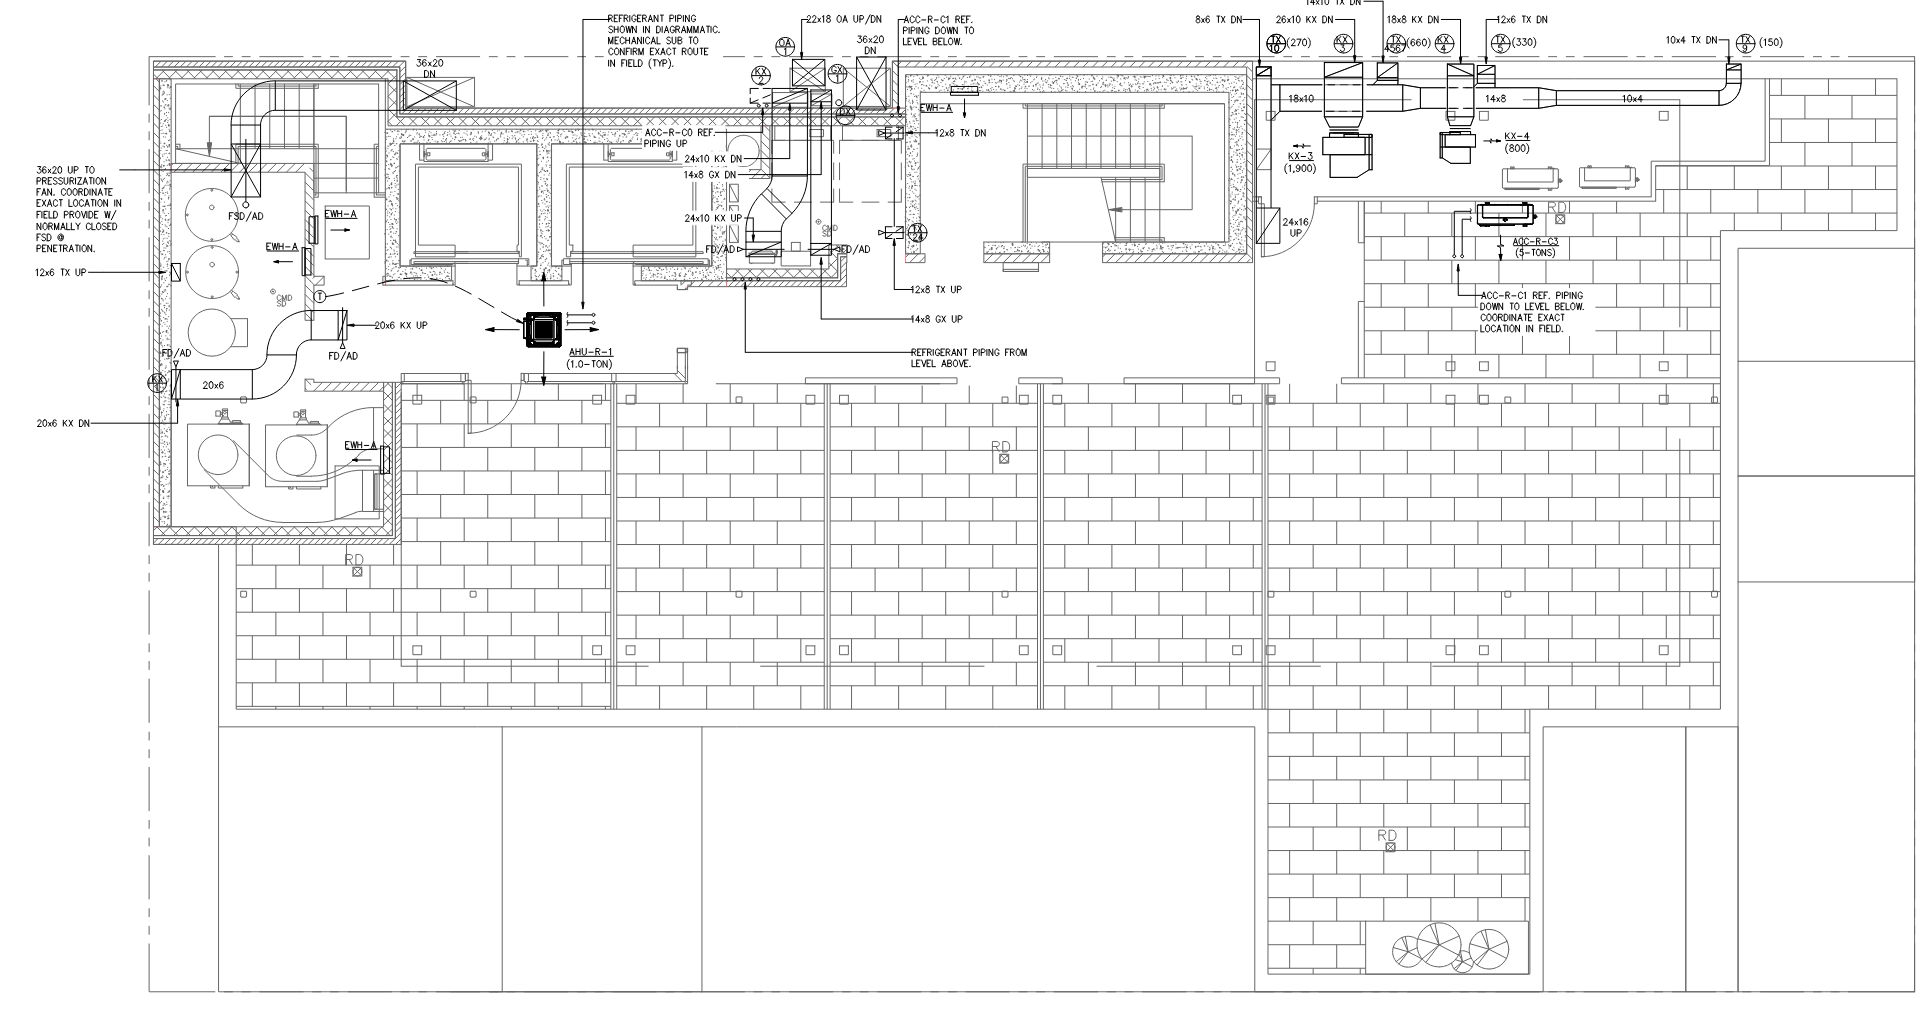 14x10 TX DN
REFRIGERANT PIPING
SHOWN IN DIAGRAMMATIC.
MECHANICAL SUB TO
CONFIRM EXACT ROUTE
IN FIELD (TYP).
22x18 OA UP/DN
ACC-R-C1 REF.
PIPING DOWN TO
LEVEL BELOW.
8x6 TX DN
26x10 KX DN
18x8 KX DN
12x6 TX DN
OA
1
36x20
DN
TX
10
(270)
KX
3
TX
(660)
KX
4
TX
5
(330)
10x4 TX DN
TX
9
(150)
36x20
DN
KX
2
GX
1
EWH-A
18x10
14x8
10x4
ACC-R-C0 REF.
PIPING UP
12x8 TX DN
KX-4
(800)
KX-3
(1,900)
24x10 KX DN
14x8 GX DN
36x20 UP TO
PRESSURIZATION
FAN. COORDINATE
EXACT LOCATION IN
FIELD PROVIDE W/
NORMALLY CLOSED
FSD @
PENETRATION.
FSD/AD
EWH-A
24x10 KX UP
CMD
SD
TX
24
24x16
UP
RD
EWH-A
FD/AD
FD/AD
ACC-R-C3
(5-TONS)
12x6 TX UP
CMD
SD
T
12x8 TX UP
ACC-R-C1 REF. PIPING
DOWN TO LEVEL BELOW.
COORDINATE EXACT
LOCATION IN FIELD.
20x6 KX UP
14x8 GX UP
FD/AD
FD/AD
AHU-R-1
(1.0-TON)
REFRIGERANT PIPING FROM
LEVEL ABOVE.
KX
20x6
20x6 KX DN
EWH-A
RD
RD
RD